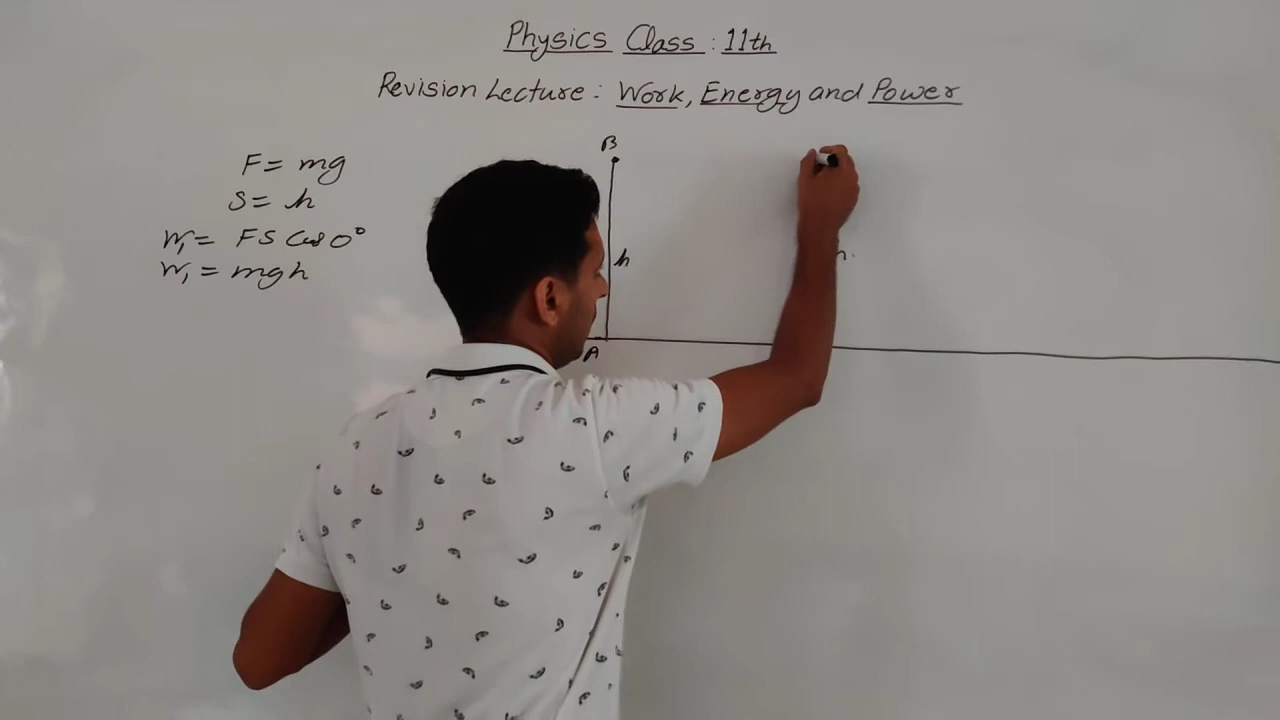 Physics Class : 11th
Revision Lecture : Work, Energy and Power
F = mg
S = h
W₁ = FS Cos 0°
W₁ = mgh
B
h
A